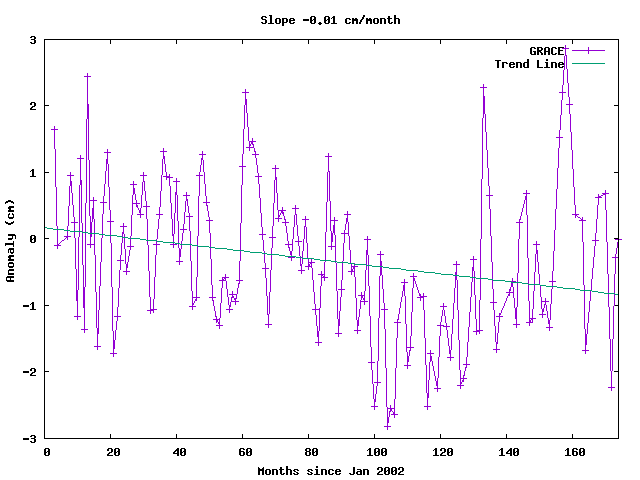 Slope -0.01 cm/month
GRACE
Trend Line
3
2
1
0
-1
-2
-3
Anomaly (cm)
0 20 40 60 80 100 120 140 160
Months since Jan 2002